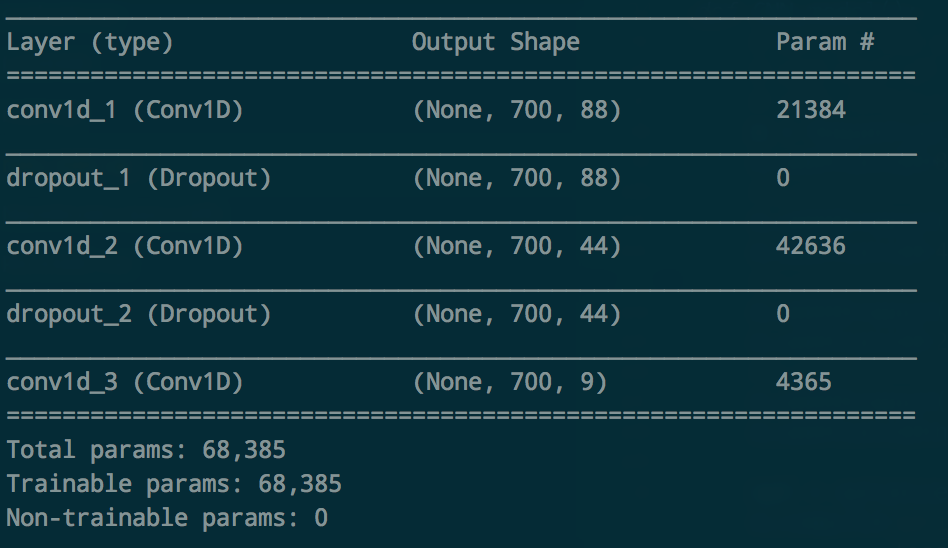 Layer (type) Output Shape Param #
=================================================================
conv1d_1 (Conv1D) (None, 700, 88) 21384
dropout_1 (Dropout) (None, 700, 88) 0
conv1d_2 (Conv1D) (None, 700, 44) 42636
dropout_2 (Dropout) (None, 700, 44) 0
conv1d_3 (Conv1D) (None, 700, 9) 4365
=================================================================
Total params: 68,385
Trainable params: 68,385
Non-trainable params: 0